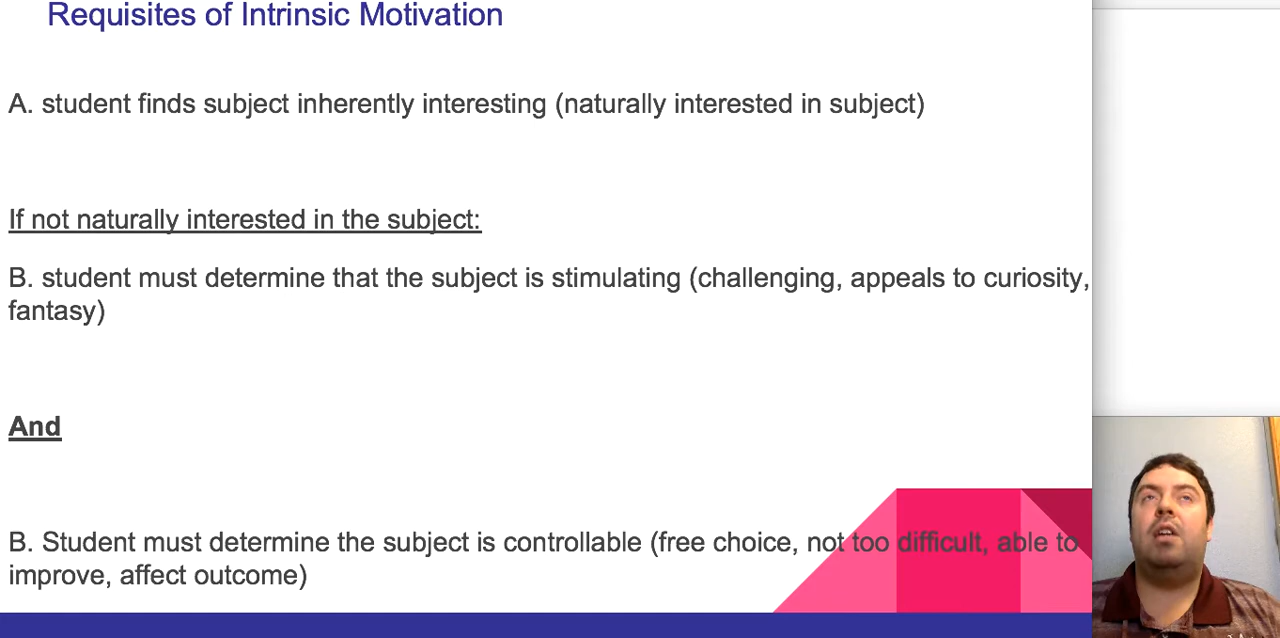 Requisites of Intrinsic Motivation
A. student finds subject inherently interesting (naturally interested in subject)
If not naturally interested in the subject:
B. student must determine that the subject is stimulating (challenging, appeals to curiosity,
fantasy)
And
B. Student must determine the subject is controllable (free choice, not too difficult, able to
improve, affect outcome)